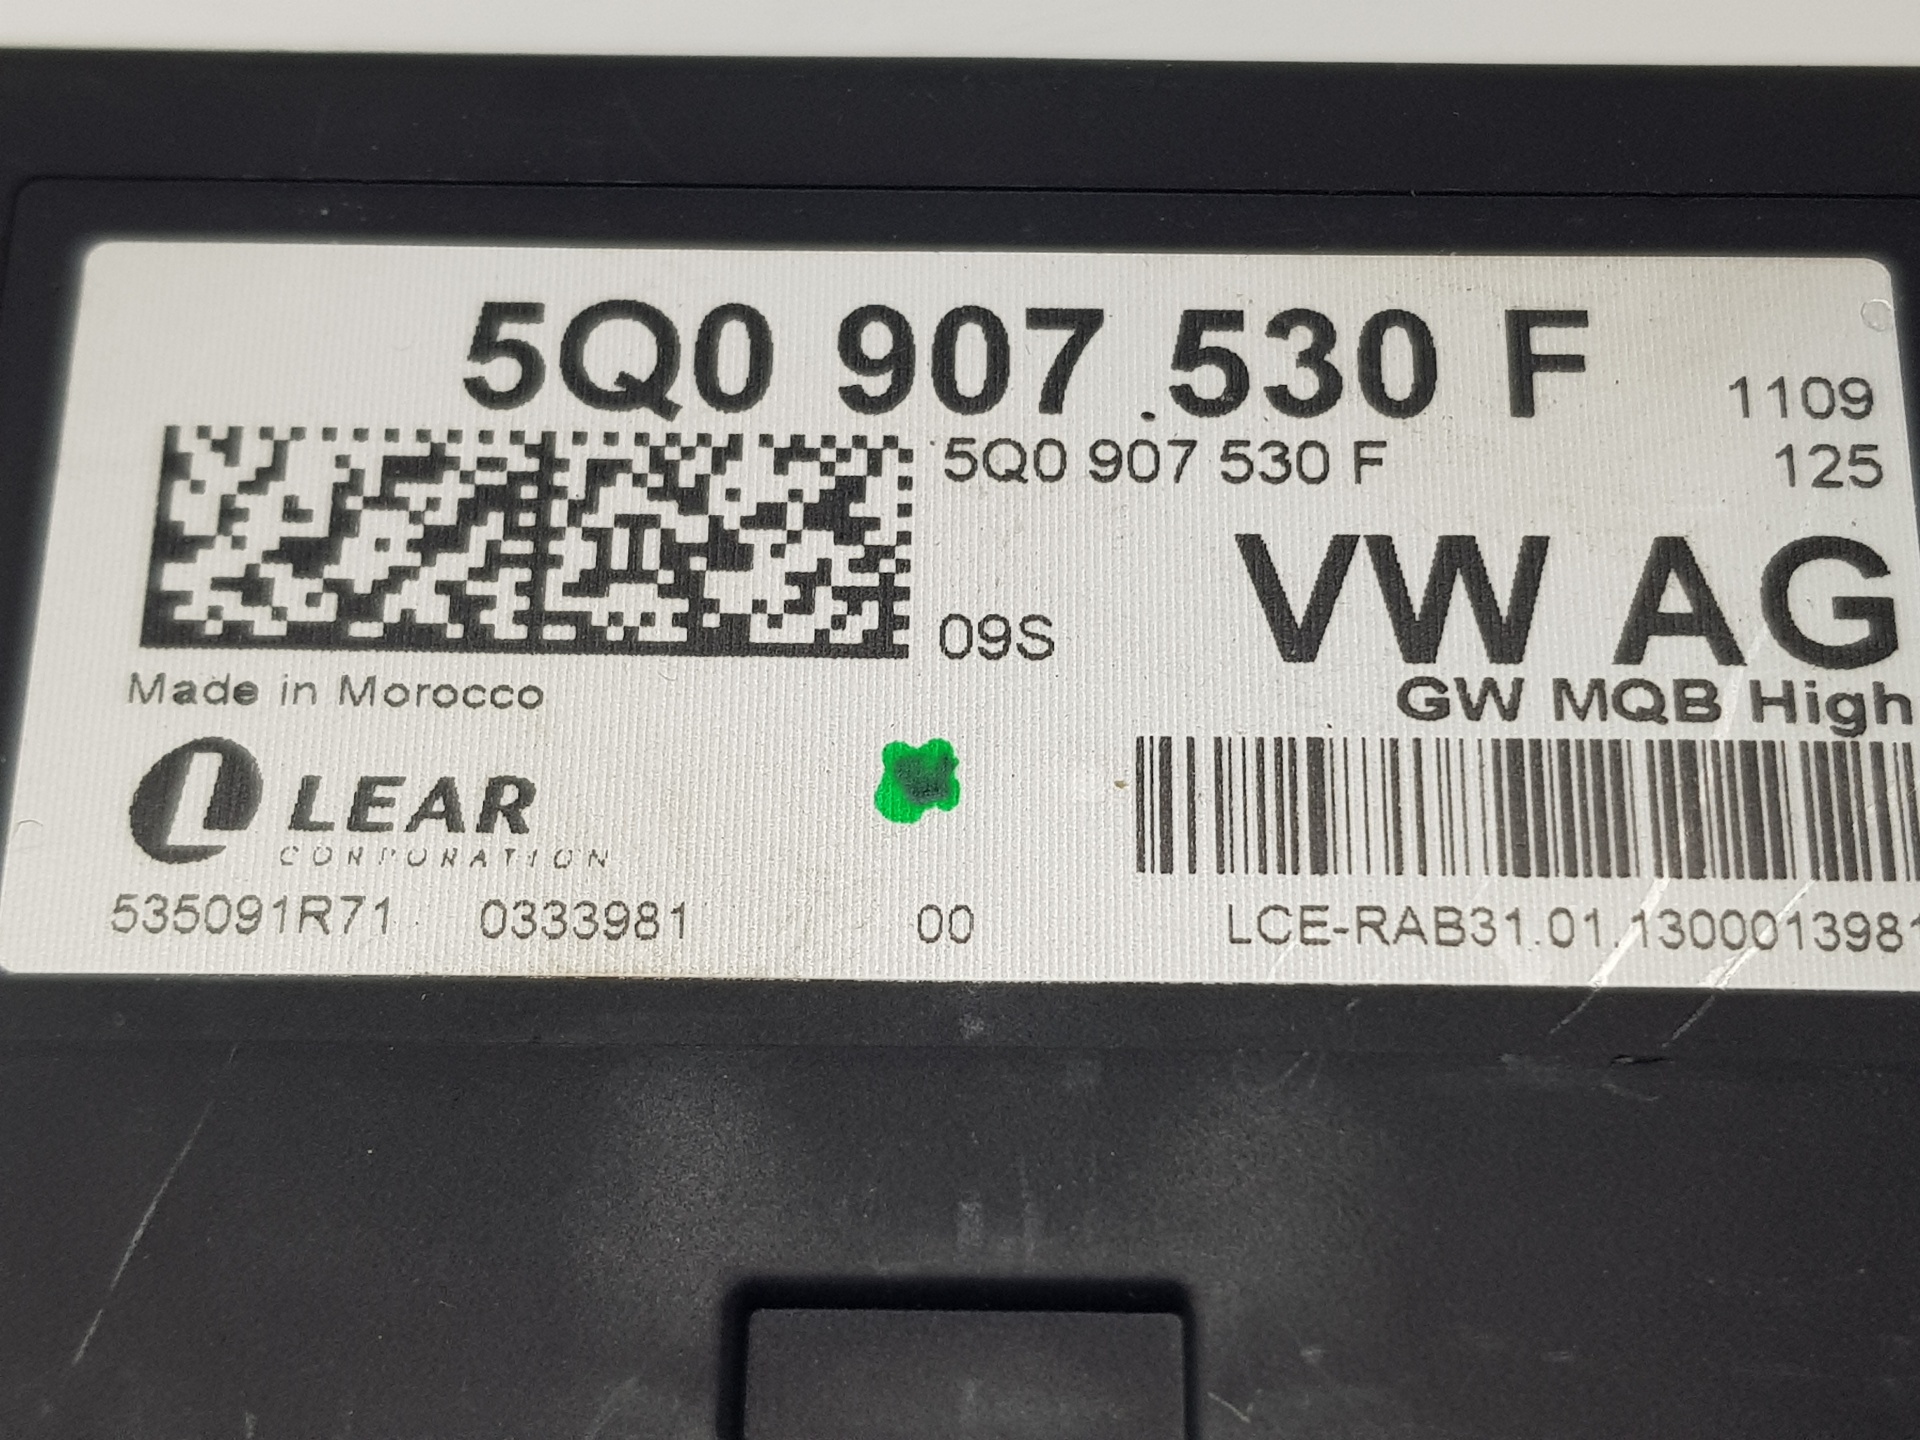 5Q0 907 530 F
1109
5Q0 907 530 F
125
VW AG
09S
GW MQB High
Made in Morocco
LEAR
CORPORATION
535091R71 0333981 00
LCE-RAB31.01.1300013981